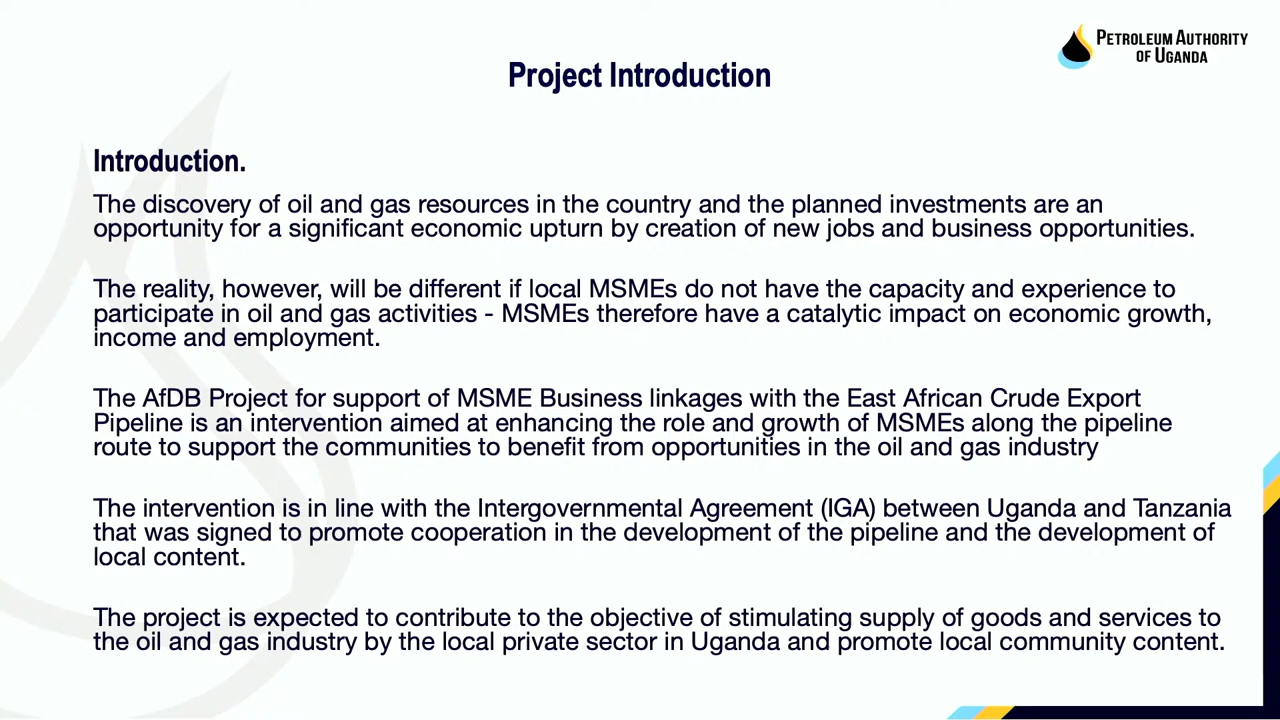 PETROLEUM AUTHORITY
OF UGANDA
Project Introduction
Introduction.
The discovery of oil and gas resources in the country and the planned investments are an
opportunity for a significant economic upturn by creation of new jobs and business opportunities.
The reality, however, will be different if local MSMEs do not have the capacity and experience to
participate in oil and gas activities - MSMEs therefore have a catalytic impact on economic growth,
income and employment.
The AfDB Project for support of MSME Business linkages with the East African Crude Export
Pipeline is an intervention aimed at enhancing the role and growth of MSMEs along the pipeline
route to support the communities to benefit from opportunities in the oil and gas industry
The intervention is in line with the Intergovernmental Agreement (IGA) between Uganda and Tanzania
that was signed to promote cooperation in the development of the pipeline and the development of
local content.
The project is expected to contribute to the objective of stimulating supply of goods and services to
the oil and gas industry by the local private sector in Uganda and promote local community content.